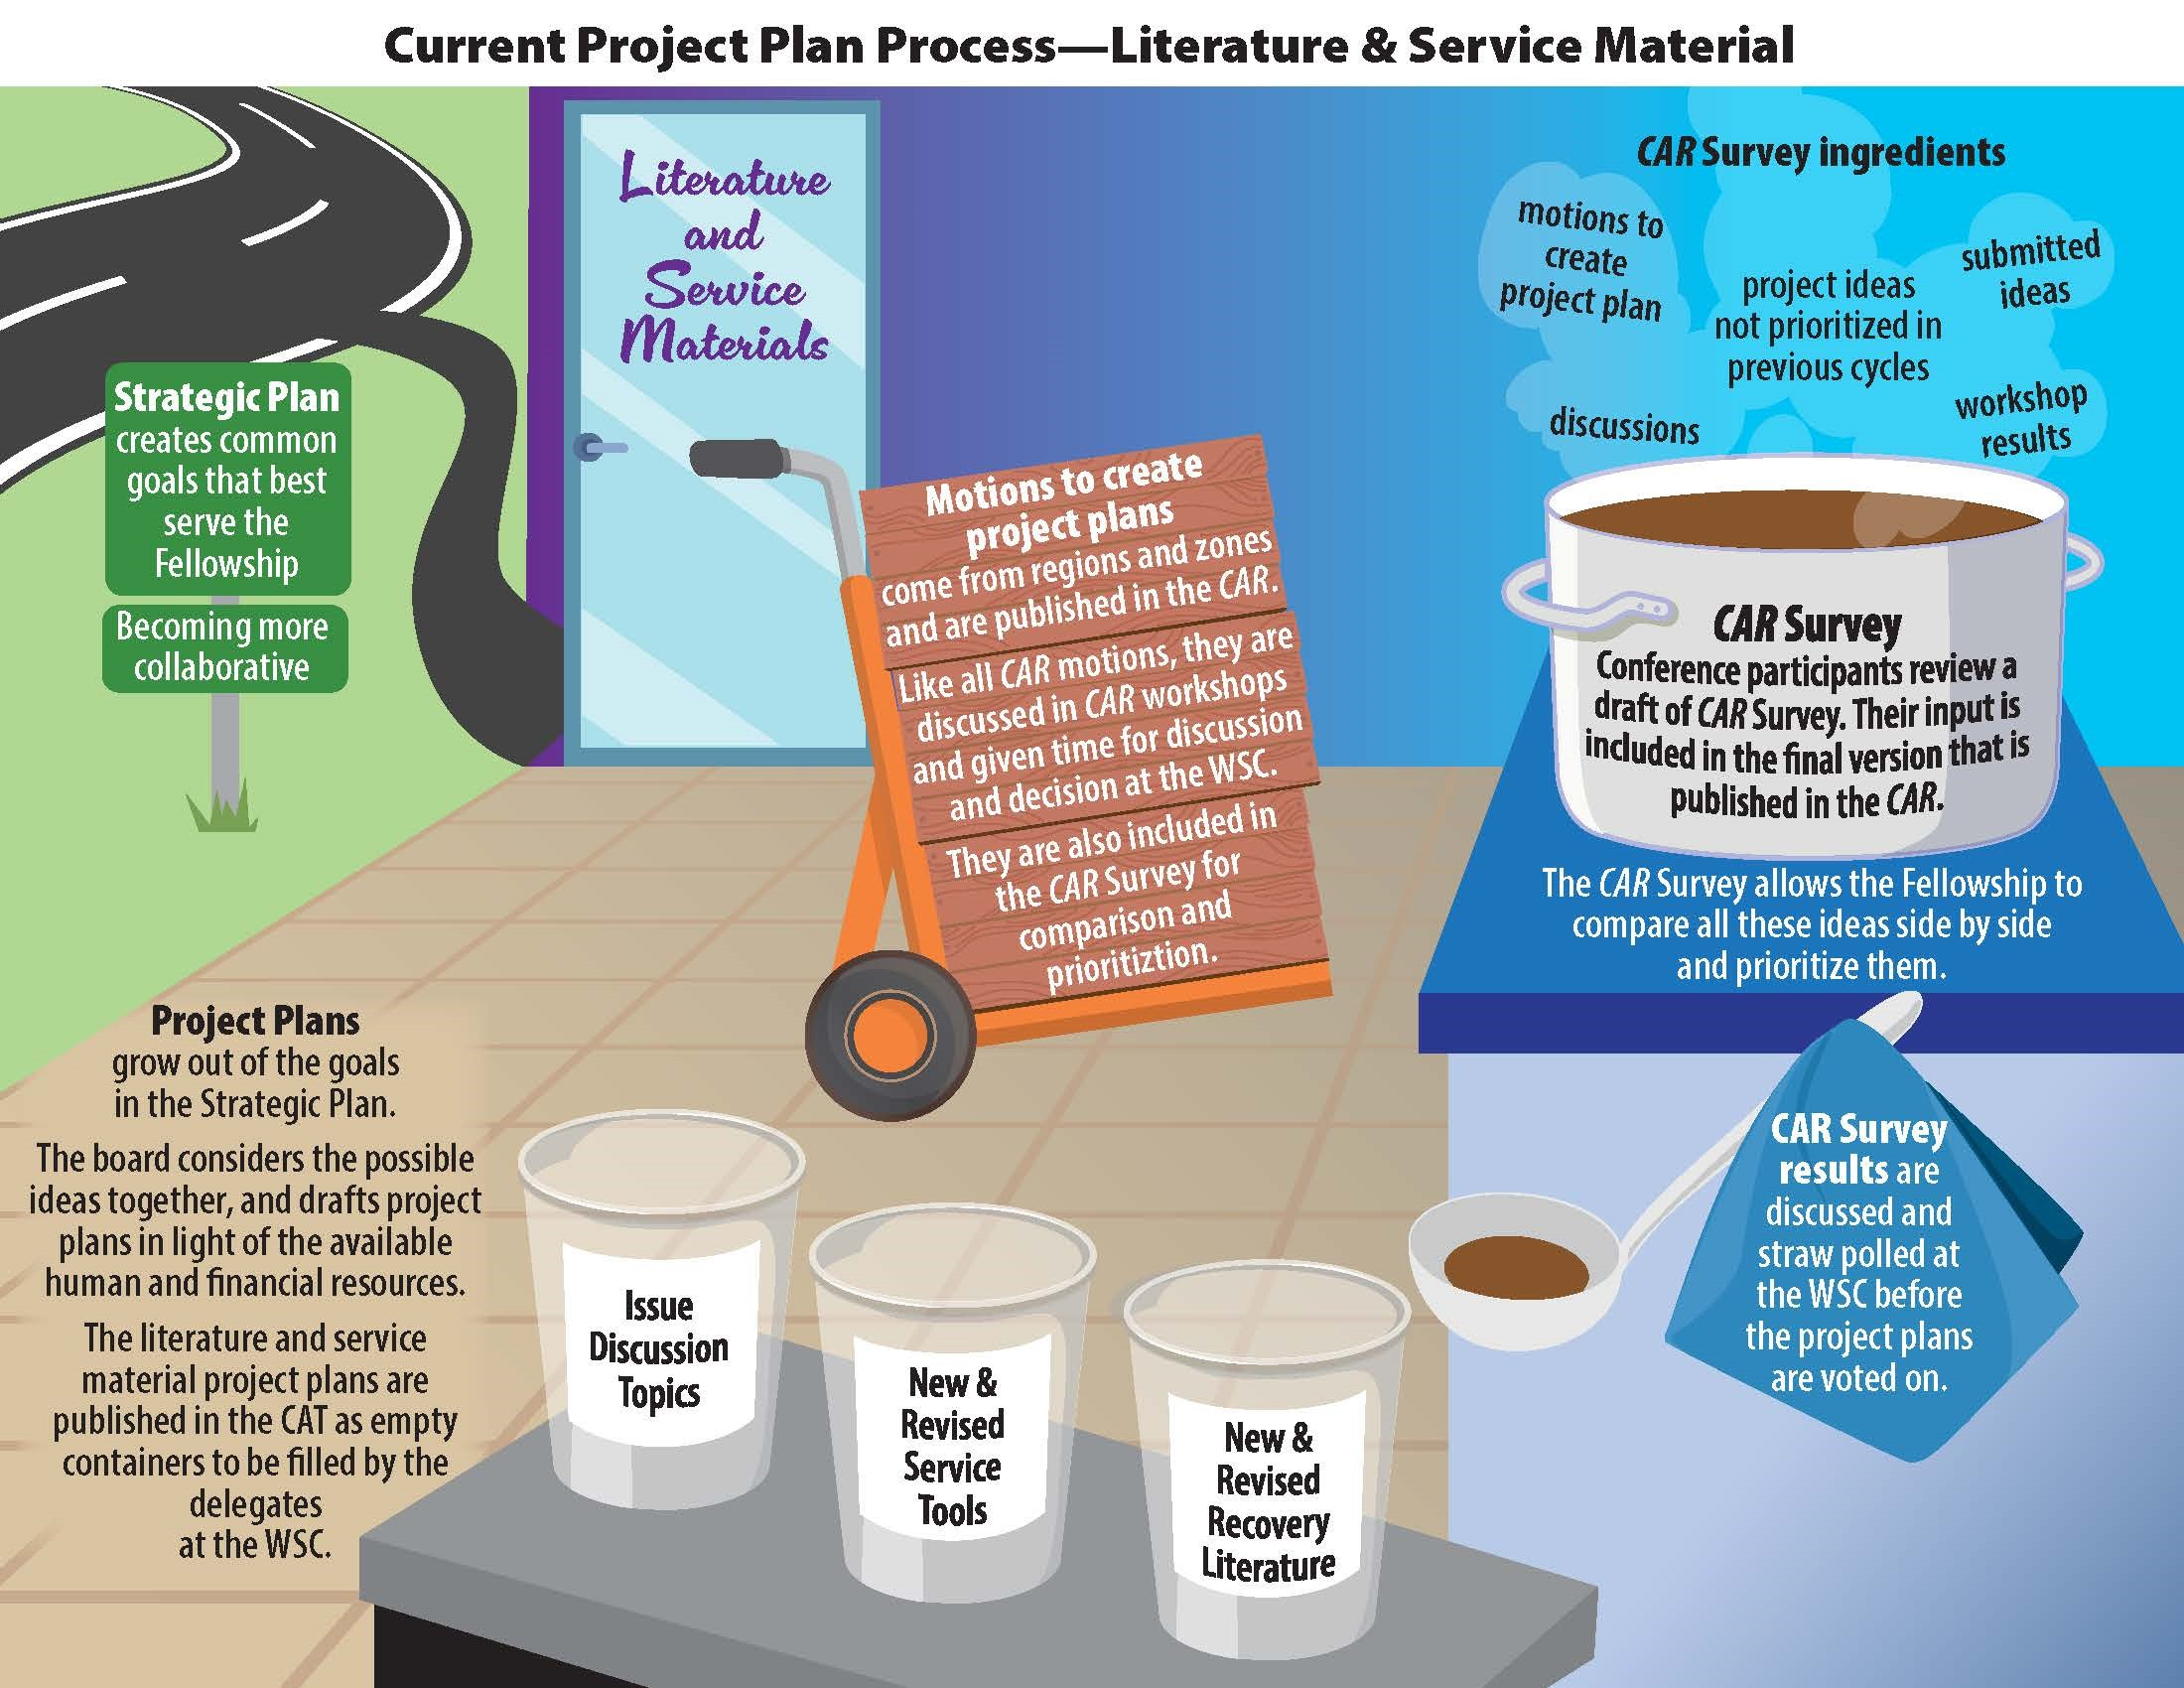 Current Project Plan Process—Literature & Service Material
Literature
and
Service
Materials
Strategic Plan
creates common
goals that best
serve the
Fellowship
Becoming more
collaborative
Motions to create
project plans
come from regions and zones
and are published in the CAR.
Like all CAR motions, they are
discussed in CAR workshops
and given time for discussion
and decision at the WSC.
They are also included in
the CAR Survey for
comparison and
prioritiztion.
CAR Survey ingredients
motions to
create
project plan
project ideas
not prioritized in
previous cycles
submitted
ideas
discussions
workshop
results
CAR Survey
Conference participants review a
draft of CAR Survey. Their input is
included in the final version that is
published in the CAR.
The CAR Survey allows the Fellowship to
compare all these ideas side by side
and prioritize them.
Project Plans
grow out of the goals
in the Strategic Plan.
The board considers the possible
ideas together, and drafts project
plans in light of the available
human and financial resources.
The literature and service
material project plans are
published in the CAT as empty
containers to be filled by the
delegates
at the WSC.
Issue
Discussion
Topics
New &
Revised
Service
Tools
New &
Revised
Recovery
Literature
CAR Survey
results are
discussed and
straw polled at
the WSC before
the project plans
are voted on.